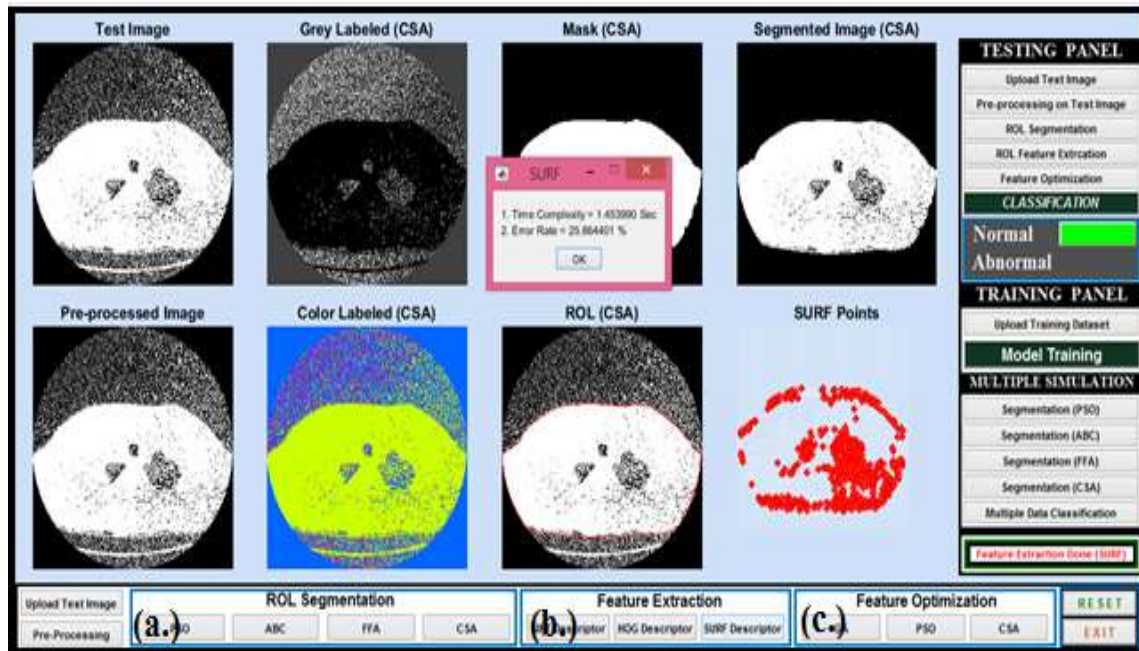 Test Image
Grey Labeled (CSA)
Mask (CSA)
Segmented Image (CSA)
SURF
1. Time Complexity = 1.453990 Sec
2. Error Rate = 25.864401 %
OK
Pre-processed Image
Color Labeled (CSA)
ROL (CSA)
SURF Points
TESTING PANEL
Upload Test Image
Pre-processing on Test Image
ROL Segmentation
ROL Feature Extrcation
Feature Optimization
CLASSIFICATION
Normal
Abnormal
TRAINING PANEL
Upload Training Dataset
Model Training
MULTIPLE SIMULATION
Segmentation (PSO)
Segmentation (ABC)
Segmentation (FFA)
Segmentation (CSA)
Multiple Data Classification
Feature Extraction Done (SURF)
Upload Test Image
Pre-Processing
ROL Segmentation
(a.)
ABC
FFA
CSA
Feature Extraction
(b.)
HOG Descriptor
SURF Descriptor
Feature Optimization
(c.)
PSO
CSA
RESET
EXIT